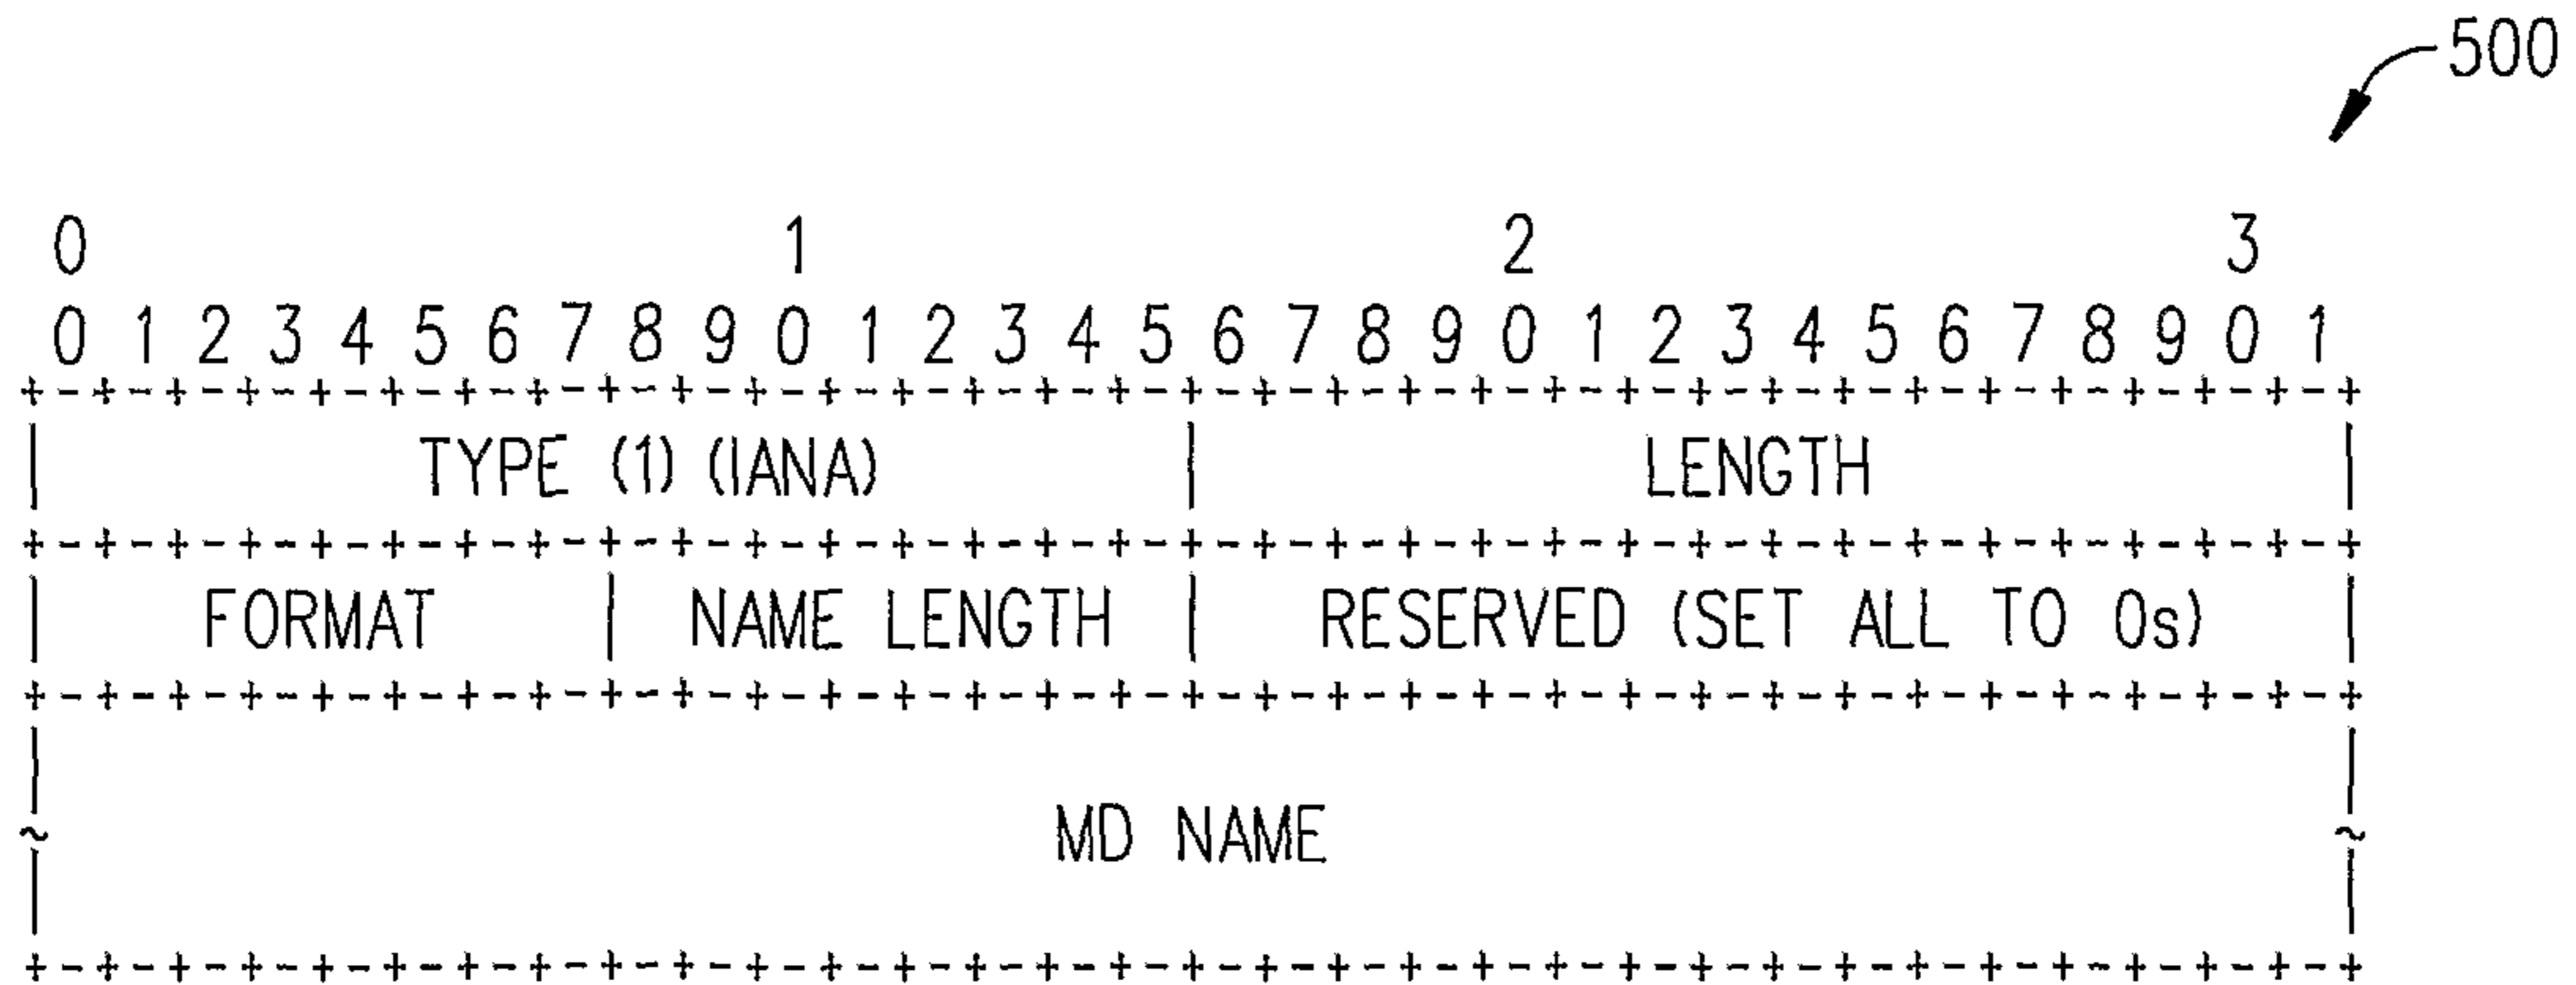 500
0 1 2 3
0 1 2 3 4 5 6 7 8 9 0 1 2 3 4 5 6 7 8 9 0 1 2 3 4 5 6 7 8 9 0 1
+-+-+-+-+-+-+-+-+-+-+-+-+-+-+-+-+-+-+-+-+-+-+-+-+-+-+-+-+-+-+-+-+
| TYPE (1) (IANA) | LENGTH |
+-+-+-+-+-+-+-+-+-+-+-+-+-+-+-+-+-+-+-+-+-+-+-+-+-+-+-+-+-+-+-+-+
| FORMAT | NAME LENGTH | RESERVED (SET ALL TO 0s) |
+-+-+-+-+-+-+-+-+-+-+-+-+-+-+-+-+-+-+-+-+-+-+-+-+-+-+-+-+-+-+-+-+
~ MD NAME ~
+-+-+-+-+-+-+-+-+-+-+-+-+-+-+-+-+-+-+-+-+-+-+-+-+-+-+-+-+-+-+-+-+